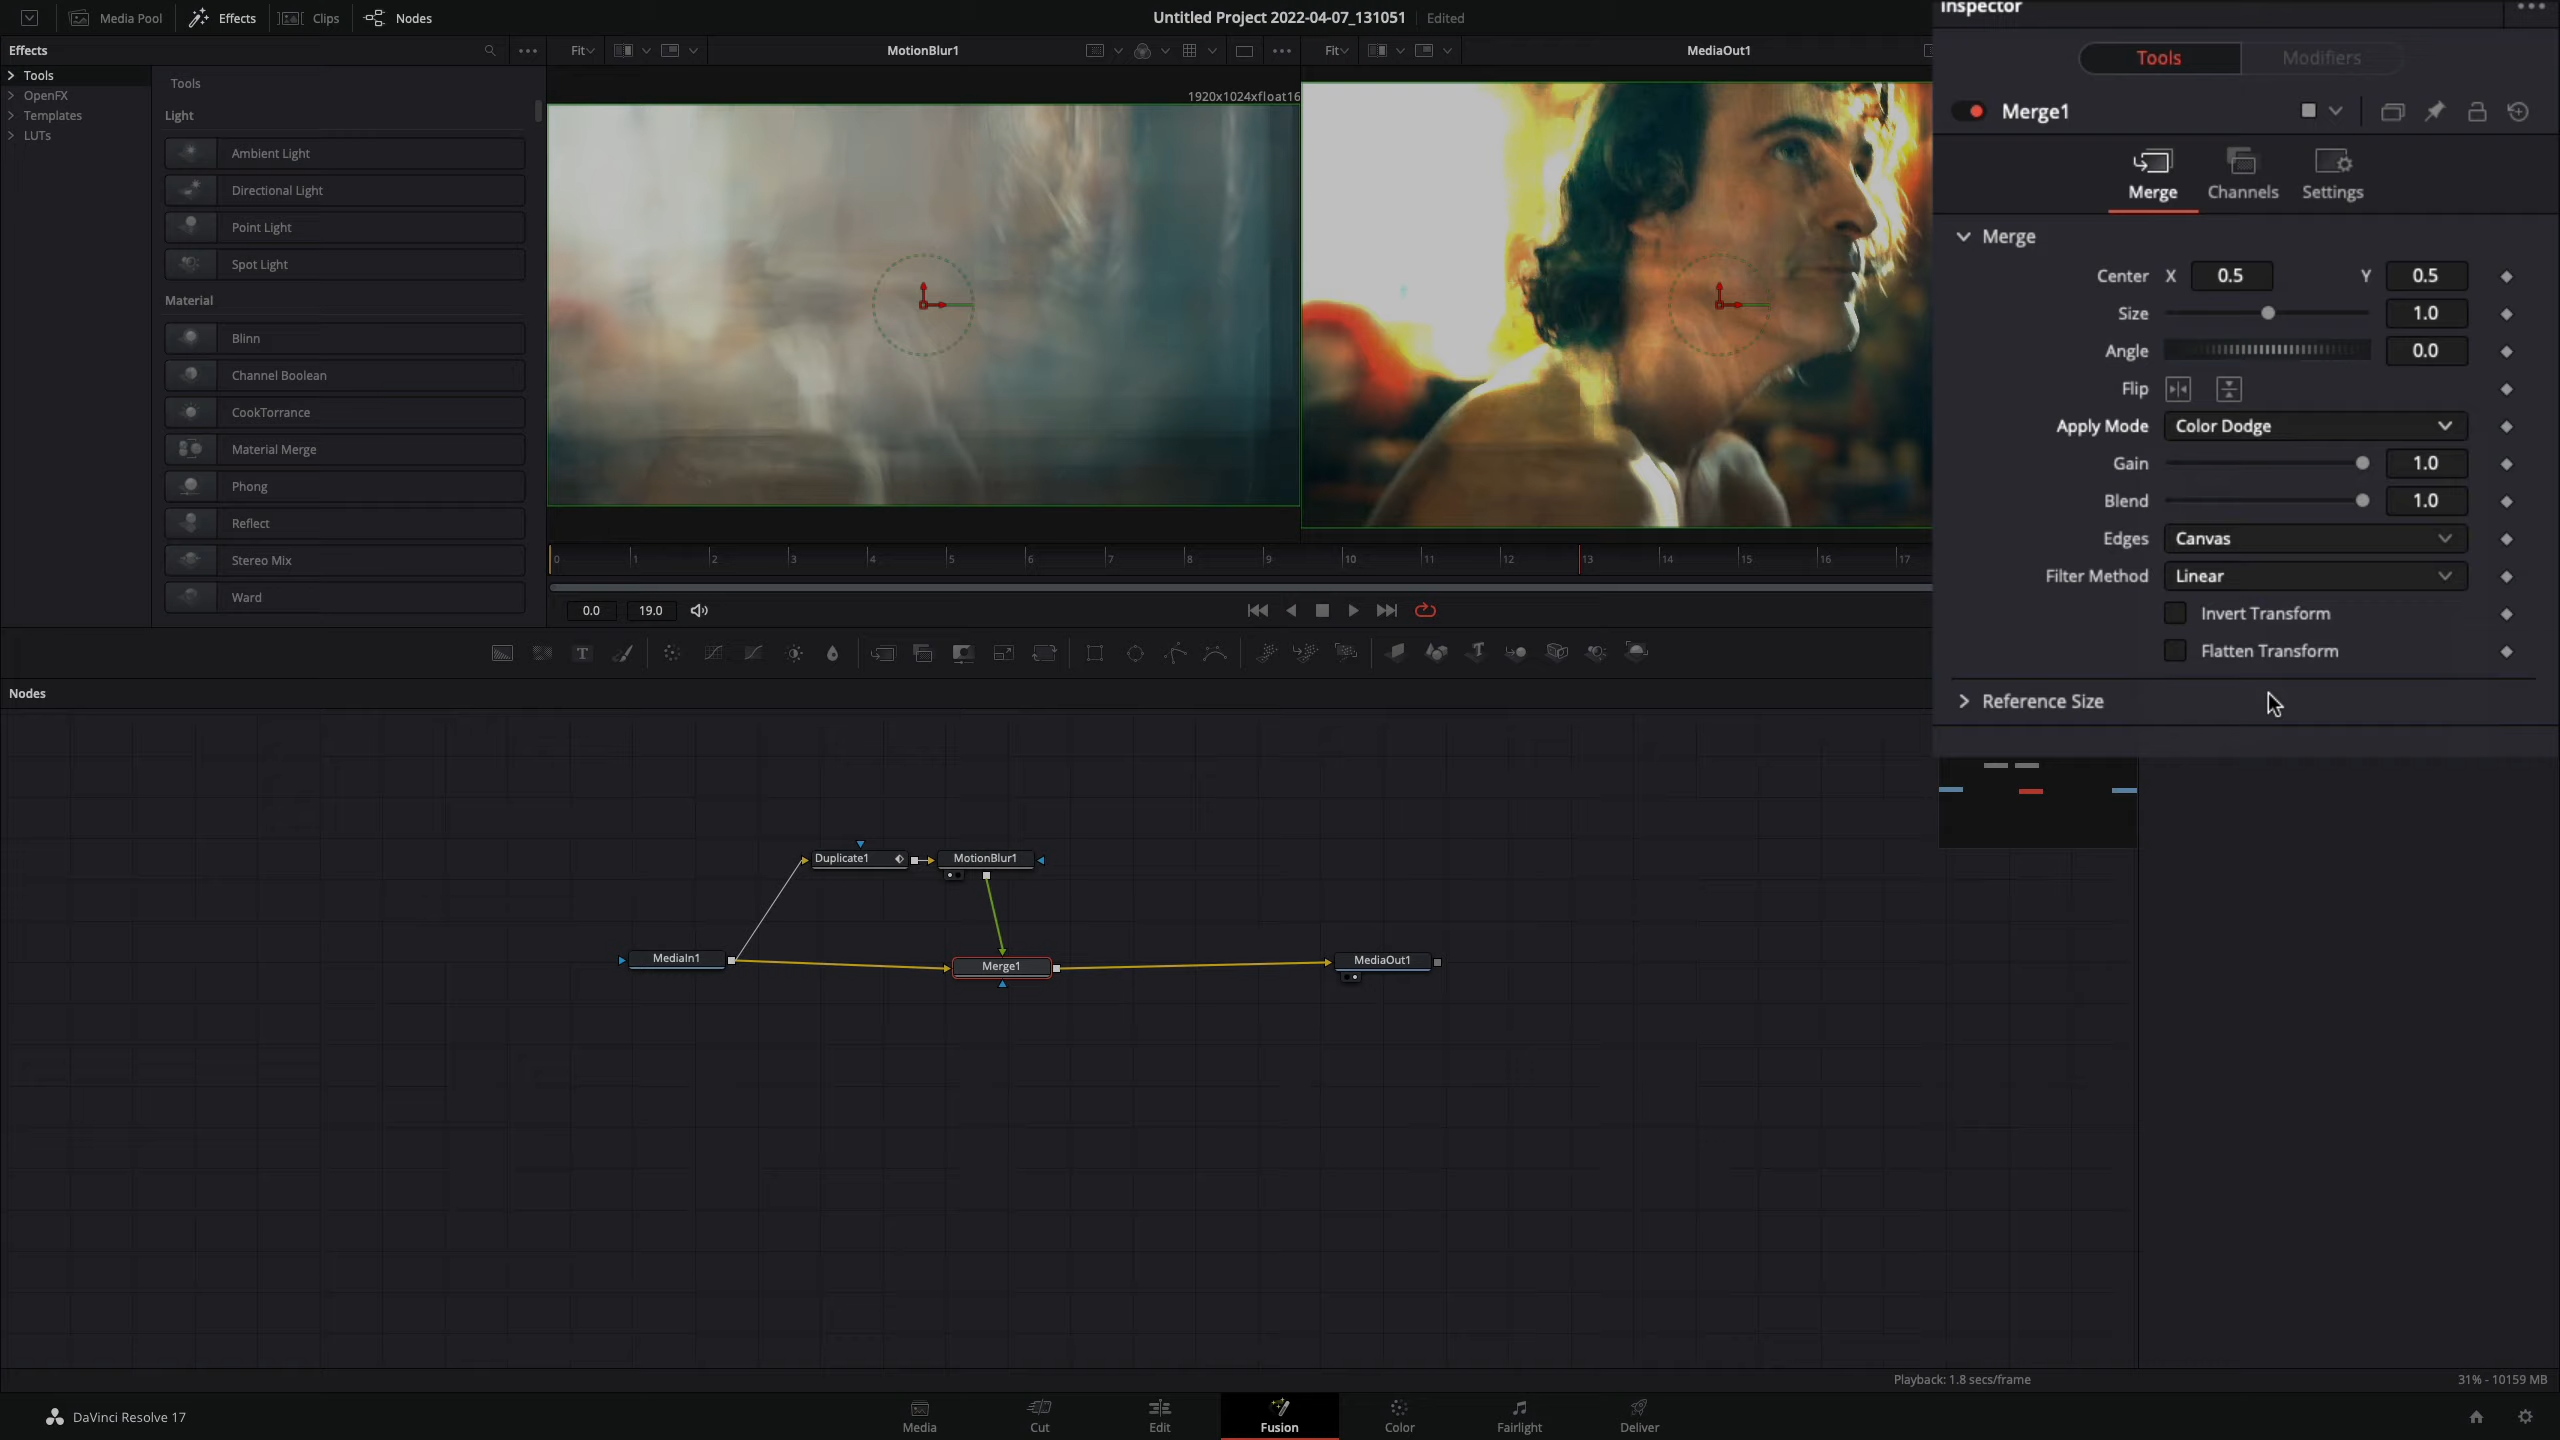 Media Pool
Effects
Clips
Nodes
Untitled Project 2022-04-07_131051
Edited
Inspector
Effects
Fit
MotionBlur1
Fit
MediaOut1
Tools
OpenFX
Templates
LUTs
Tools
Light
Ambient Light
Directional Light
Point Light
Spot Light
Material
Blinn
Channel Boolean
CookTorrance
Material Merge
Phong
Reflect
Stereo Mix
Ward
1920x1024xfloat16
Tools
Modifiers
Merge1
Merge
Channels
Settings
Merge
Center X 0.5 Y 0.5
Size 1.0
Angle 0.0
Flip
Apply Mode Color Dodge
Gain 1.0
Blend 1.0
Edges Canvas
Filter Method Linear
Invert Transform
Flatten Transform
Reference Size
0 1 2 3 4 5 6 7 8 9 10 11 12 13 14 15 16 17
0.0 19.0
Nodes
Duplicate1
MotionBlur1
MediaIn1
Merge1
MediaOut1
Playback: 1.8 secs/frame
31% - 10159 MB
DaVinci Resolve 17
Media
Cut
Edit
Fusion
Color
Fairlight
Deliver